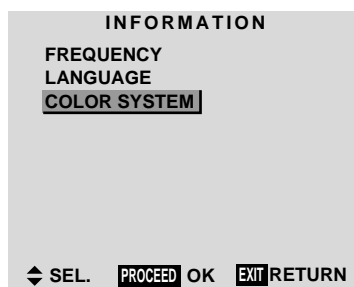 INFORMATION
FREQUENCY
LANGUAGE
COLOR SYSTEM
SEL. PROCEED OK EXIT RETURN